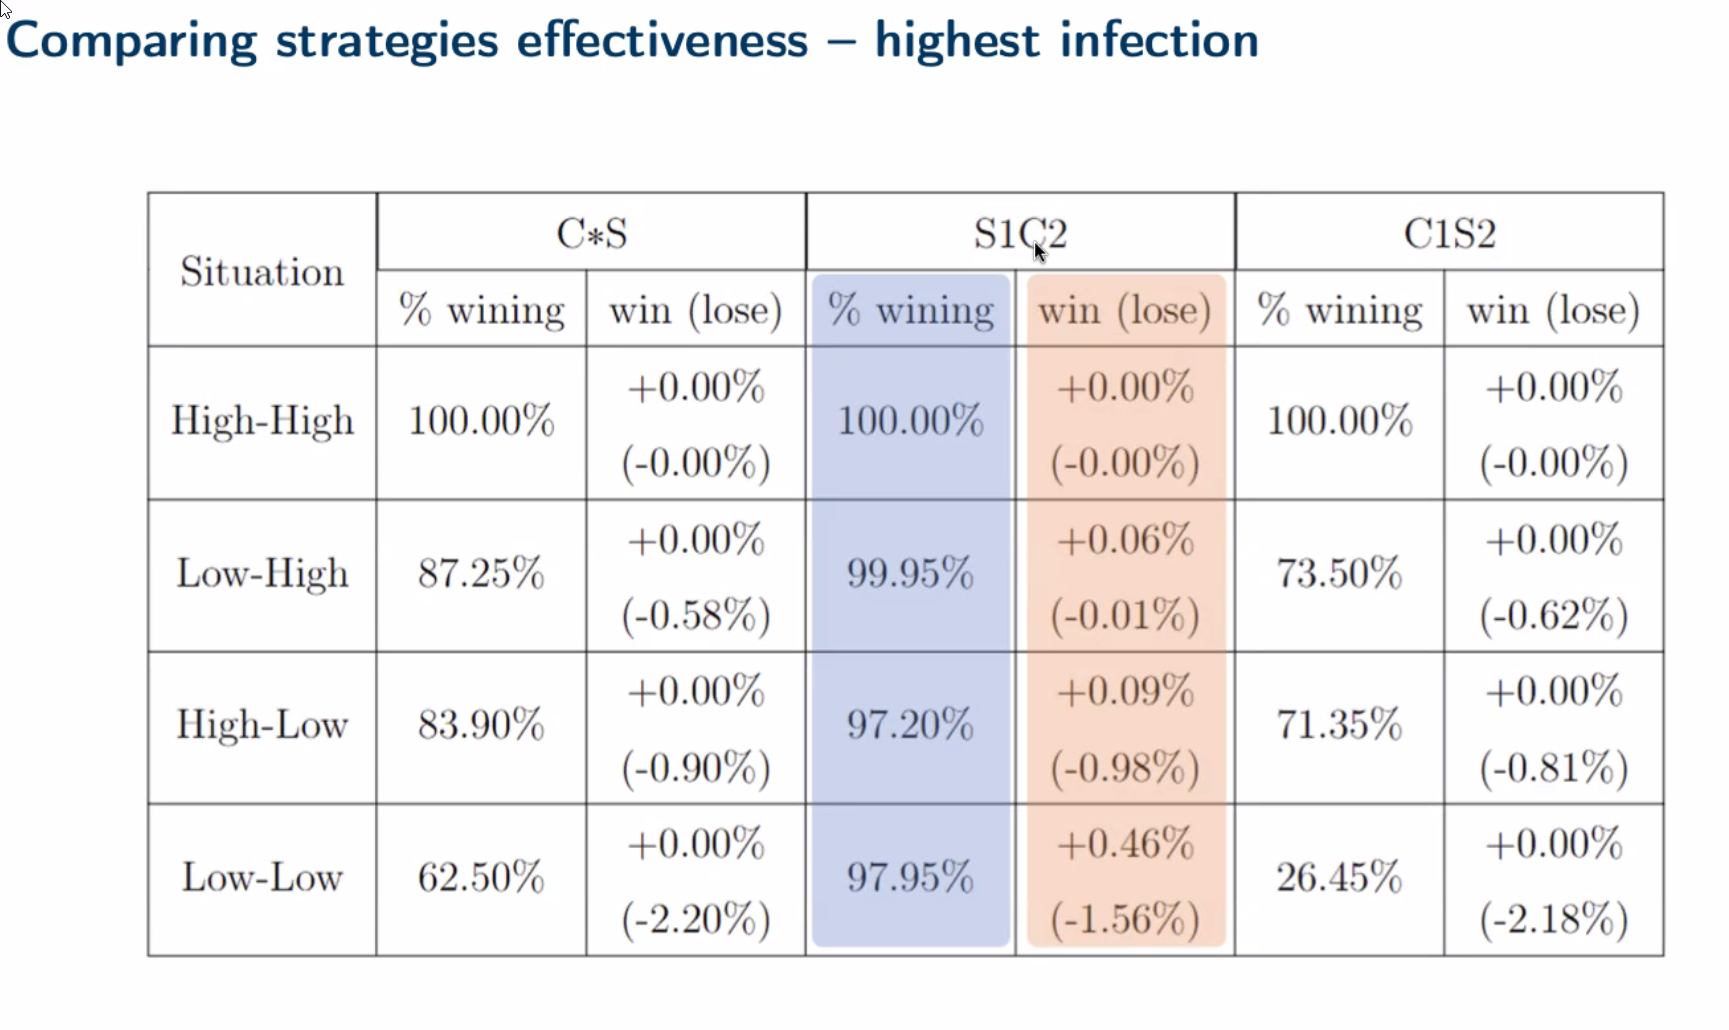 Comparing strategies effectiveness – highest infection
Situation C*S S1C2 C1S2
% wining win (lose) % wining win (lose) % wining win (lose)
High-High 100.00% +0.00% (-0.00%) 100.00% +0.00% (-0.00%) 100.00% +0.00% (-0.00%)
Low-High 87.25% +0.00% (-0.58%) 99.95% +0.06% (-0.01%) 73.50% +0.00% (-0.62%)
High-Low 83.90% +0.00% (-0.90%) 97.20% +0.09% (-0.98%) 71.35% +0.00% (-0.81%)
Low-Low 62.50% +0.00% (-2.20%) 97.95% +0.46% (-1.56%) 26.45% +0.00% (-2.18%)